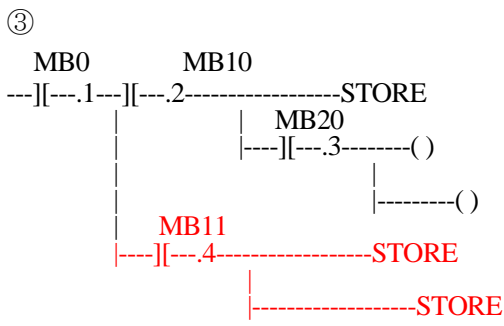 ③
MB0 MB10
---][---.1---][---.2------------------STORE
| | MB20
| |----][---.3--------( )
| |
| |---------( )
| MB11
|----][---.4------------------STORE
|
|-------------------STORE